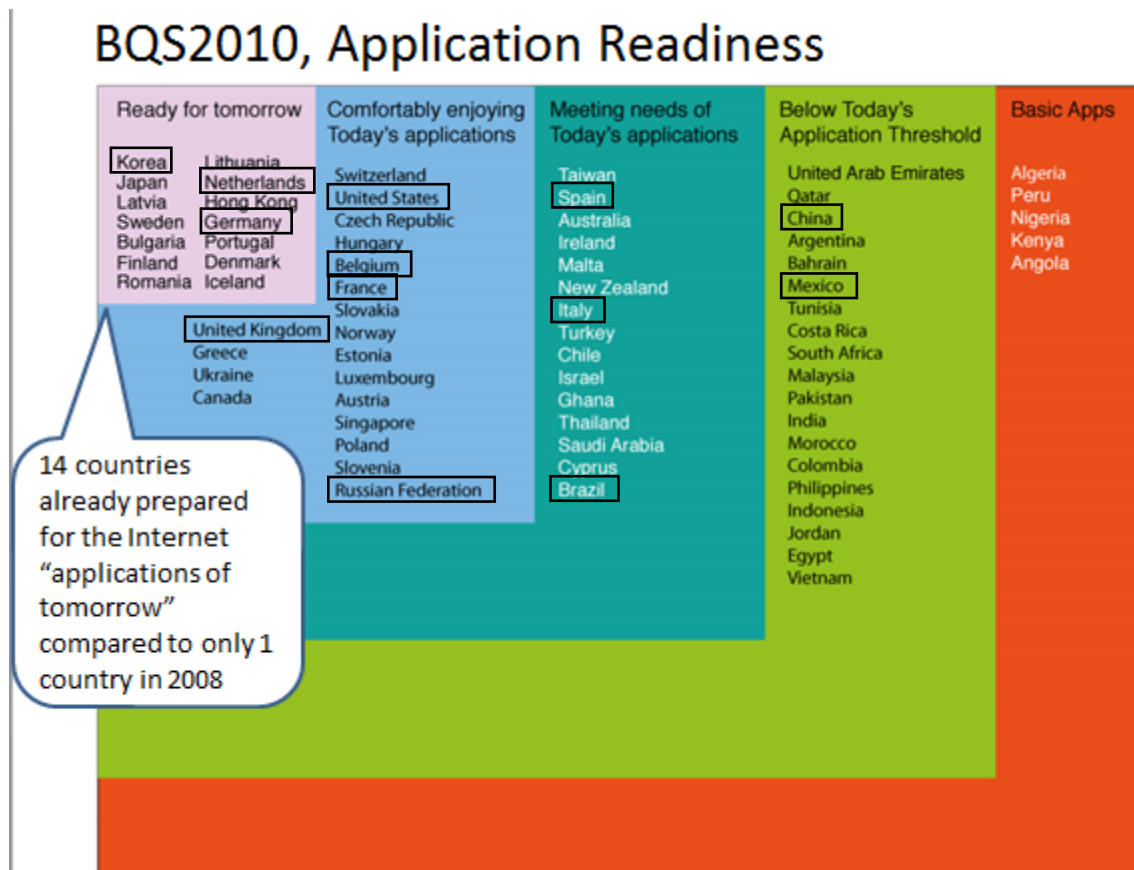 BQS2010, Application Readiness
Ready for tomorrow
Korea
Japan
Latvia
Sweden
Bulgaria
Finland
Romania
Lithuania
Netherlands
Hong Kong
Germany
Portugal
Denmark
Iceland
Comfortably enjoying
Today's applications
United Kingdom
Greece
Ukraine
Canada
Switzerland
United States
Czech Republic
Hungary
Belgium
France
Slovakia
Norway
Estonia
Luxembourg
Austria
Singapore
Poland
Slovenia
Russian Federation
Meeting needs of
Today's applications
Taiwan
Spain
Australia
Ireland
Malta
New Zealand
Italy
Turkey
Chile
Israel
Ghana
Thailand
Saudi Arabia
Cyprus
Brazil
Below Today's
Application Threshold
United Arab Emirates
Qatar
China
Argentina
Bahrain
Mexico
Tunisia
Costa Rica
South Africa
Malaysia
Pakistan
India
Morocco
Colombia
Philippines
Indonesia
Jordan
Egypt
Vietnam
Basic Apps
Algeria
Peru
Nigeria
Kenya
Angola
14 countries
already prepared
for the Internet
“applications of
tomorrow”
compared to only 1
country in 2008